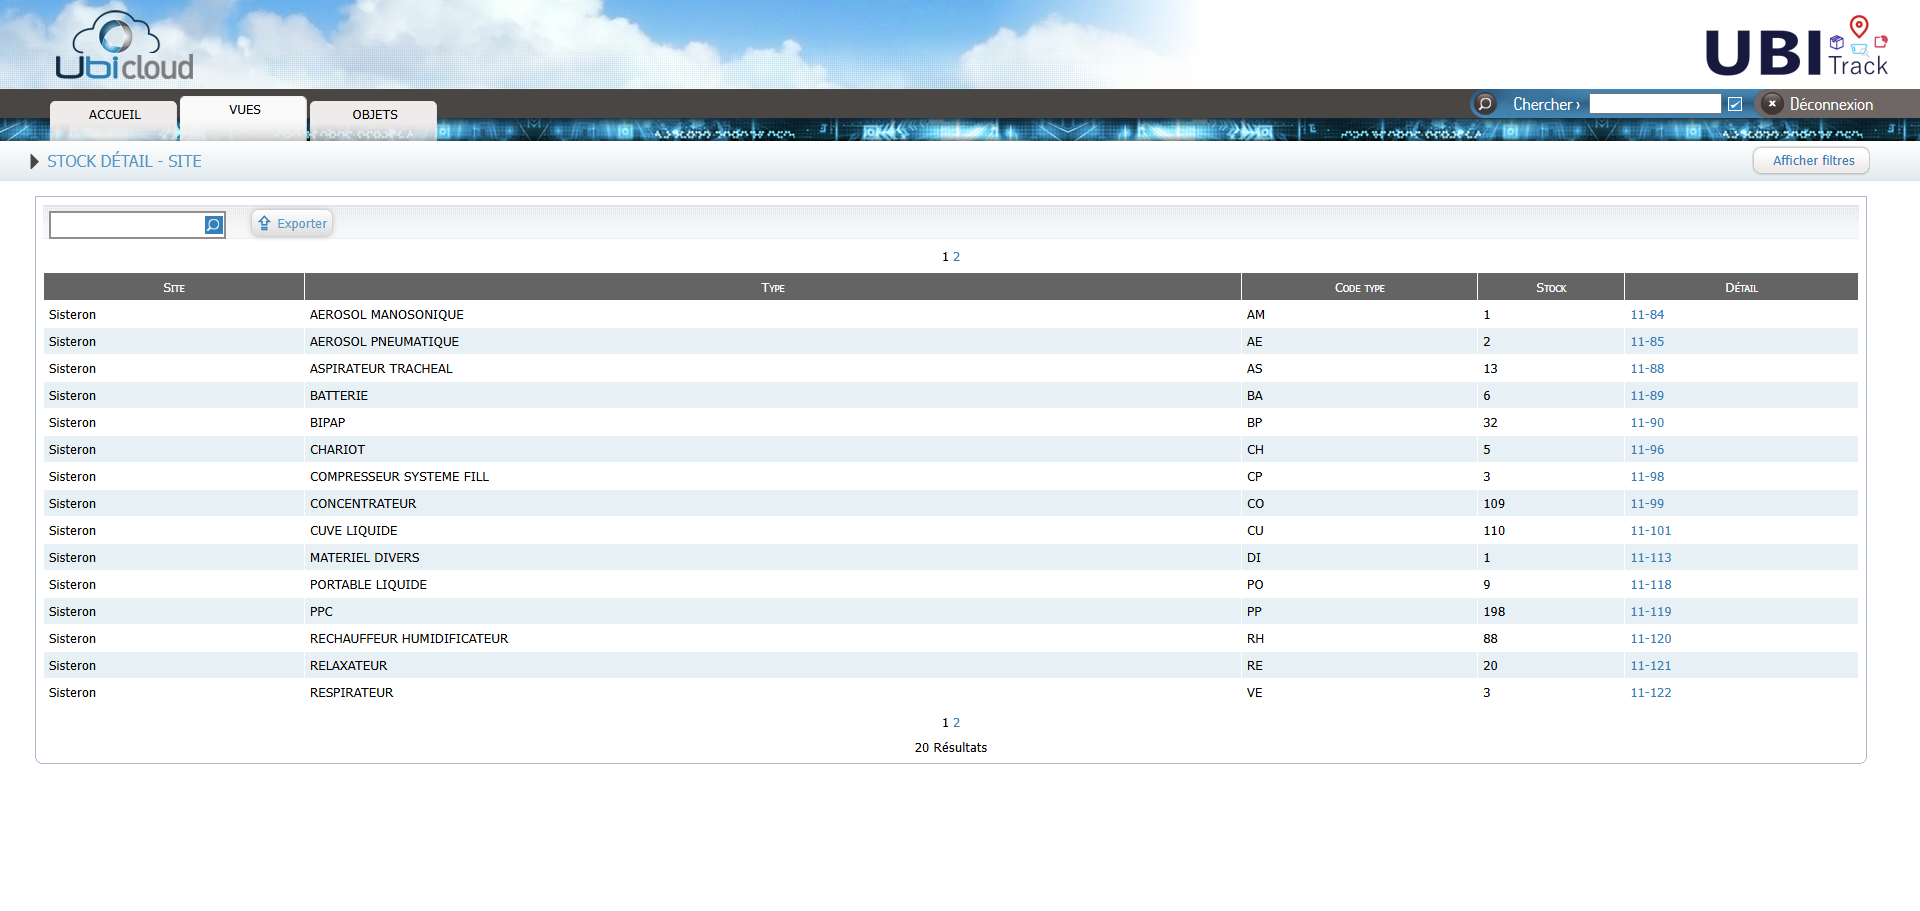 Ubicloud
UBI Track
ACCUEIL VUES OBJETS Chercher › Déconnexion
STOCK DÉTAIL - SITE Afficher filtres
Exporter
1 2
Site Type Code type Stock Détail
Sisteron AEROSOL MANOSONIQUE AM 1 11-84
Sisteron AEROSOL PNEUMATIQUE AE 2 11-85
Sisteron ASPIRATEUR TRACHEAL AS 13 11-88
Sisteron BATTERIE BA 6 11-89
Sisteron BIPAP BP 32 11-90
Sisteron CHARIOT CH 5 11-96
Sisteron COMPRESSEUR SYSTEME FILL CP 3 11-98
Sisteron CONCENTRATEUR CO 109 11-99
Sisteron CUVE LIQUIDE CU 110 11-101
Sisteron MATERIEL DIVERS DI 1 11-113
Sisteron PORTABLE LIQUIDE PO 9 11-118
Sisteron PPC PP 198 11-119
Sisteron RECHAUFFEUR HUMIDIFICATEUR RH 88 11-120
Sisteron RELAXATEUR RE 20 11-121
Sisteron RESPIRATEUR VE 3 11-122
1 2
20 Résultats